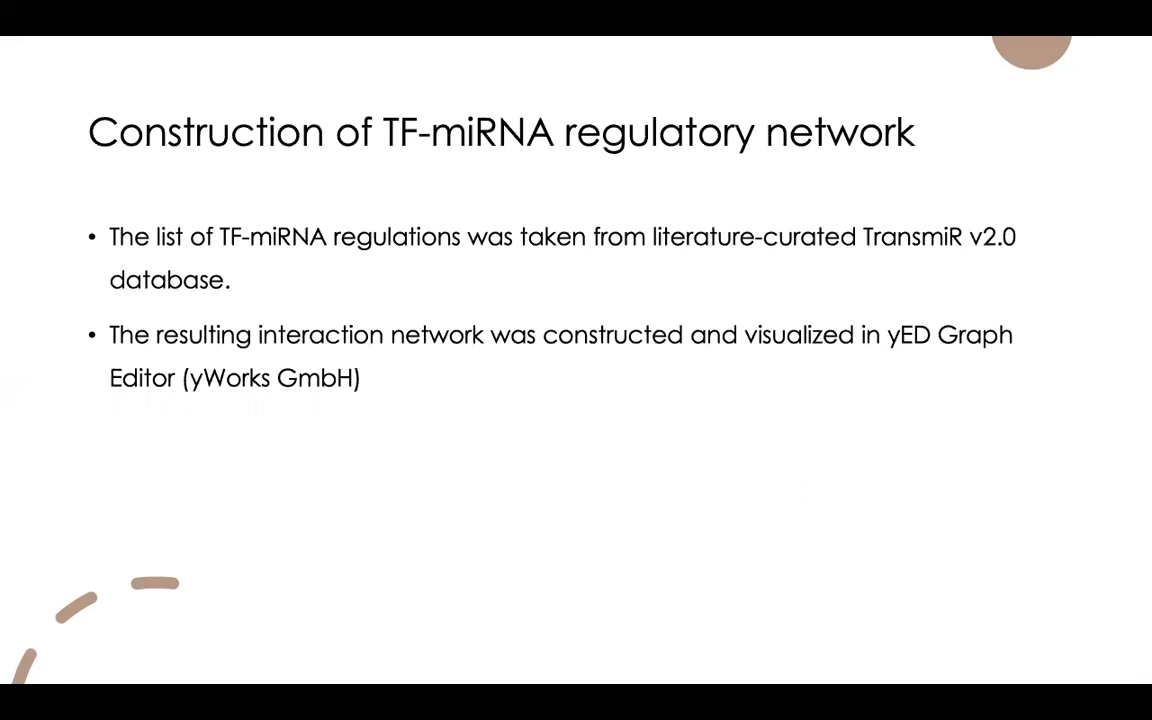 Construction of TF-miRNA regulatory network
• The list of TF-miRNA regulations was taken from literature-curated TransmiR v2.0
database.
• The resulting interaction network was constructed and visualized in yED Graph
Editor (yWorks GmbH)